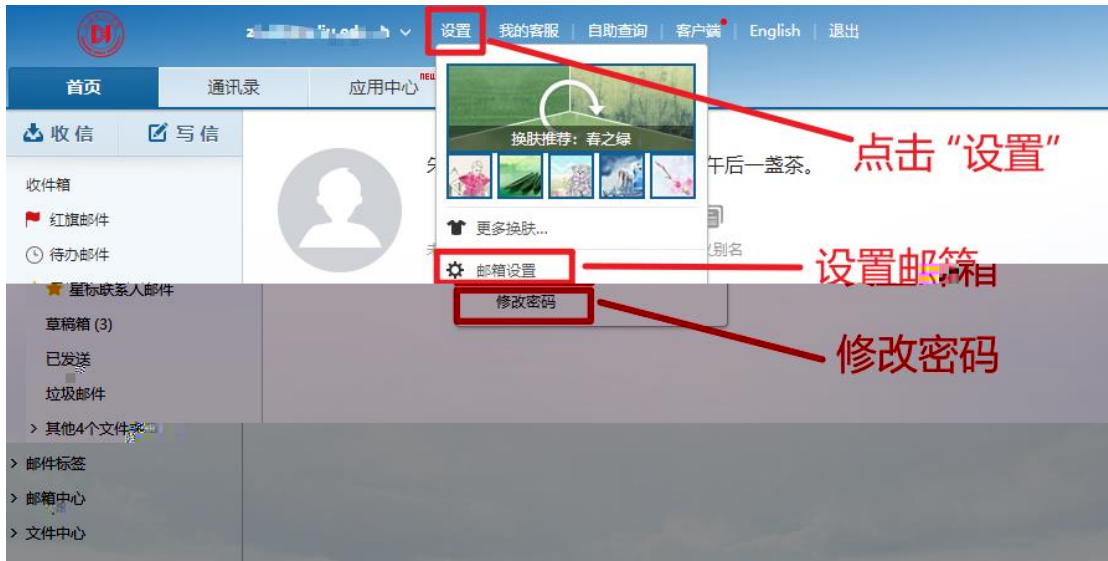 设置 | 我的客服 | 自助查询 | 客户端 | English | 退出
首页 通讯录 应用中心
收信 写信
换肤推荐：春之绿
午后一盏茶。
点击“设置”
收件箱
红旗邮件
更多换肤...
待办邮件
别名
邮箱设置
设置邮箱
星标联系人邮件
修改密码
草稿箱 (3)
修改密码
已发送
垃圾邮件
其他4个文件夹
邮件标签
邮箱中心
文件中心